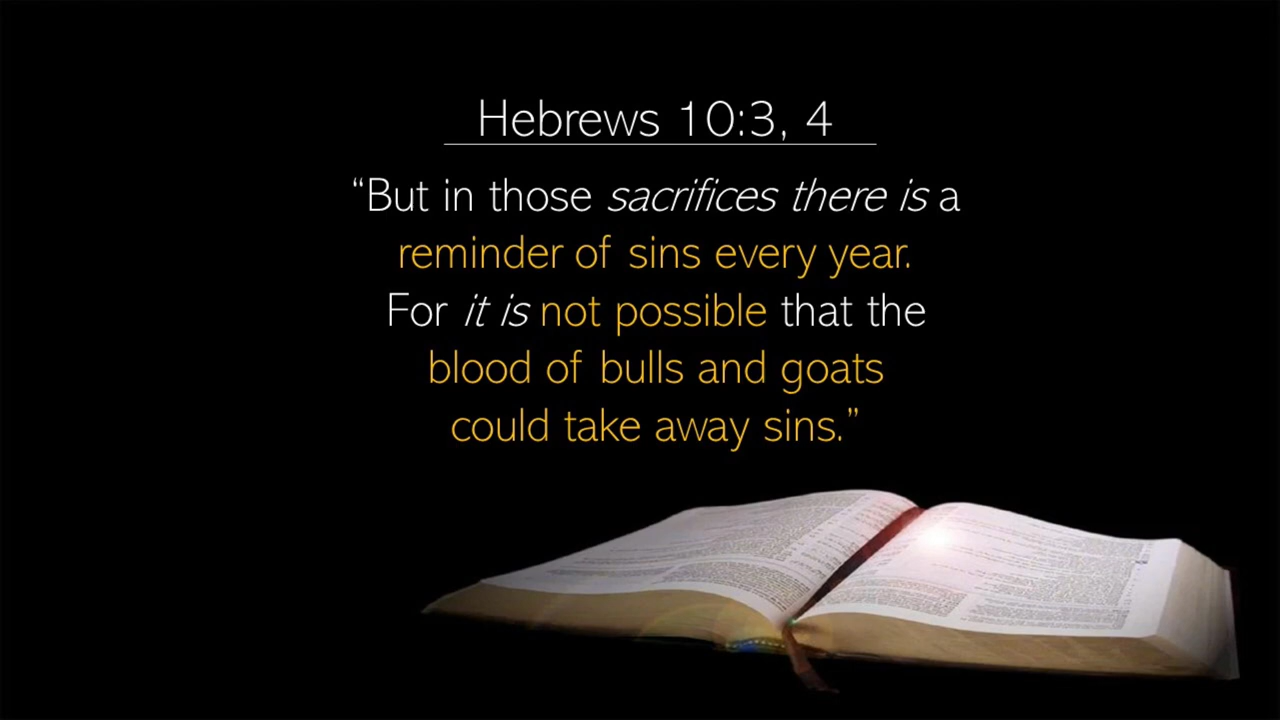 Hebrews 10:3, 4
“But in those sacrifices there is a
reminder of sins every year.
For it is not possible that the
blood of bulls and goats
could take away sins.”